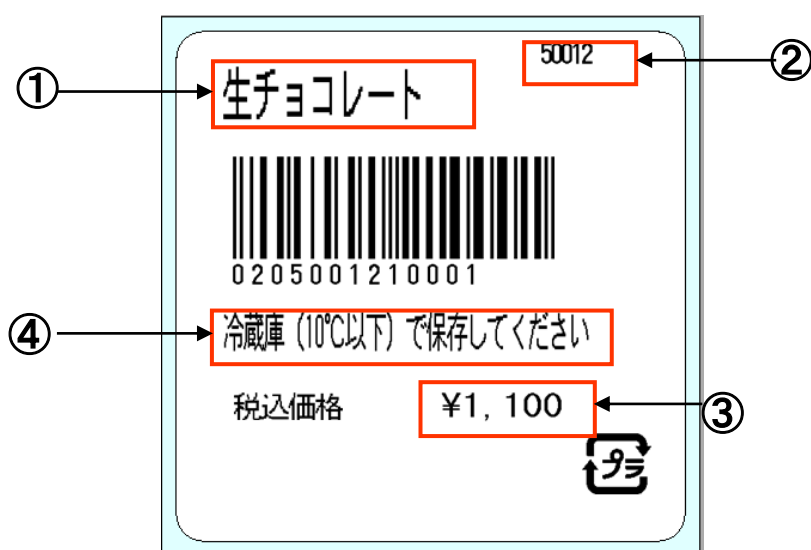 ① 生チョコレート 50012 ②
0205001210001
④ 冷蔵庫（10℃以下）で保存してください
税込価格 ¥1, 100 ③
プラ